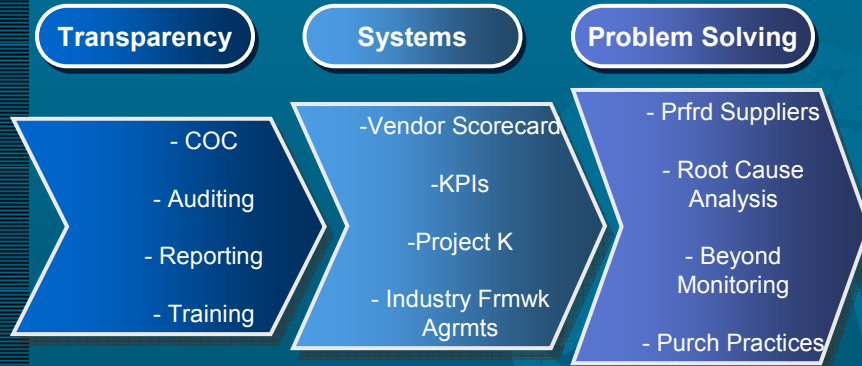 Transparency
Systems
Problem Solving
- COC
- Auditing
- Reporting
- Training
-Vendor Scorecard
-KPIs
-Project K
- Industry Frmwk
Agrmts
- Prfrd Suppliers
- Root Cause
Analysis
- Beyond
Monitoring
- Purch Practices